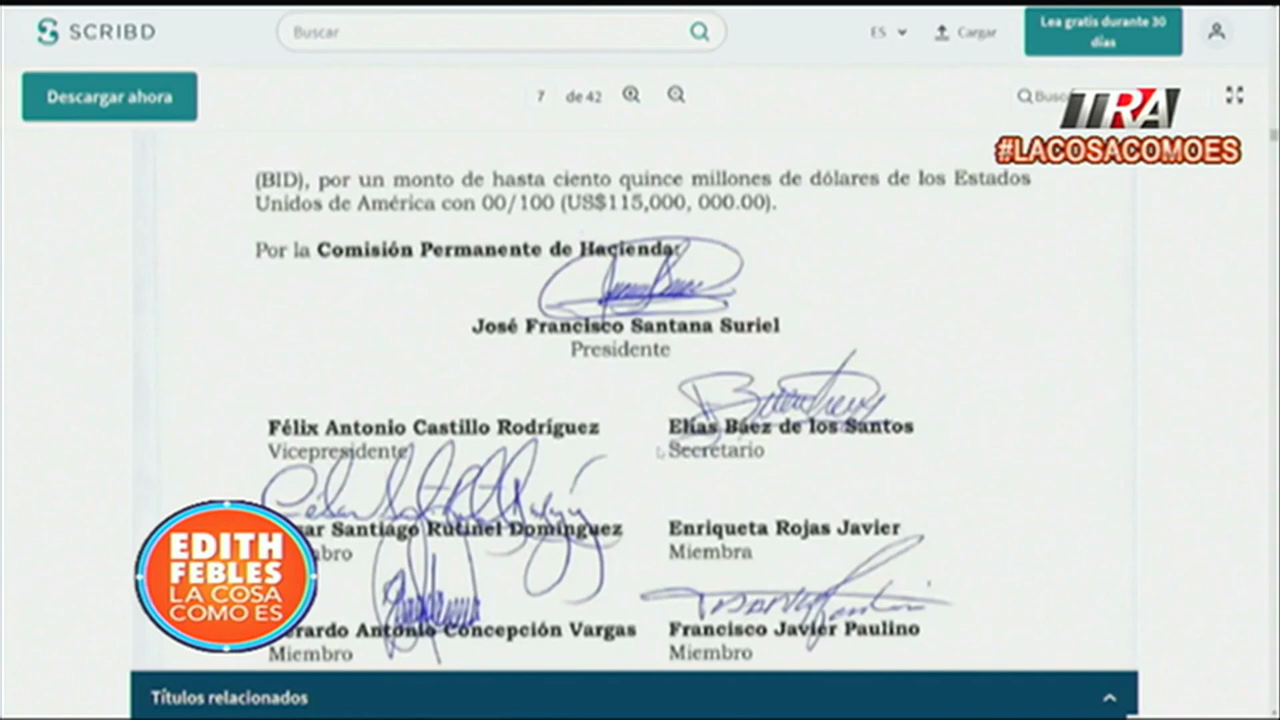 SCRIBD
Buscar
ES
Cargar
Lea gratis durante 30
días
Descargar ahora
7 de 42
TRA
#LACOSACOMOES
(BID), por un monto de hasta ciento quince millones de dólares de los Estados
Unidos de América con 00/100 (US$115,000, 000.00).
Por la Comisión Permanente de Hacienda:
José Francisco Santana Suriel
Presidente
Félix Antonio Castillo Rodríguez
Elías Báez de los Santos
Vicepresidente
Secretario
Santiago Rutinel Domínguez
Enriqueta Rojas Javier
Miembra
Antonio Concepción Vargas
Francisco Javier Paulino
Miembro
Miembro
EDITH
FEBLES
LA COSA
COMO ES
Títulos relacionados